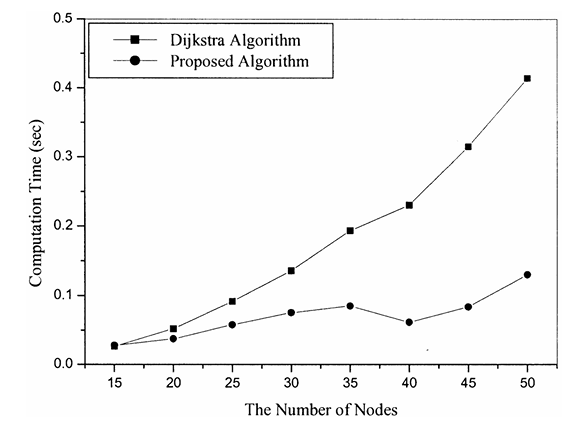 Dijkstra Algorithm
Proposed Algorithm
Computation Time (sec)
0.5
0.4
0.3
0.2
0.1
0.0
15 20 25 30 35 40 45 50
The Number of Nodes